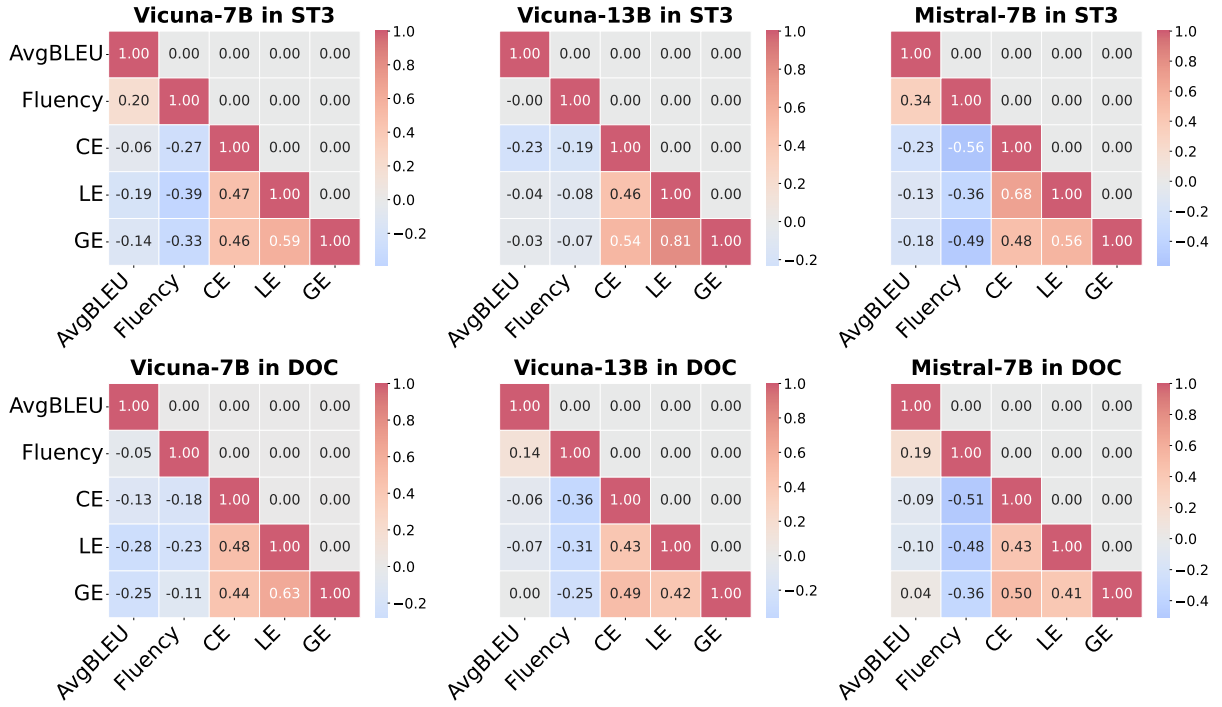 Vicuna-7B in ST3
AvgBLEU 1.00 0.00 0.00 0.00 0.00
Fluency 0.20 1.00 0.00 0.00 0.00
CE -0.06 -0.27 1.00 0.00 0.00
LE -0.19 -0.39 0.47 1.00 0.00
GE -0.14 -0.33 0.46 0.59 1.00
AvgBLEU Fluency CE LE GE
1.0
0.8
0.6
0.4
0.2
0.0
−0.2
Vicuna-13B in ST3
1.00 0.00 0.00 0.00 0.00
-0.00 1.00 0.00 0.00 0.00
-0.23 -0.19 1.00 0.00 0.00
-0.04 -0.08 0.46 1.00 0.00
-0.03 -0.07 0.54 0.81 1.00
AvgBLEU Fluency CE LE GE
1.0
0.8
0.6
0.4
0.2
0.0
−0.2
Mistral-7B in ST3
1.00 0.00 0.00 0.00 0.00
0.34 1.00 0.00 0.00 0.00
-0.23 -0.56 1.00 0.00 0.00
-0.13 -0.36 0.68 1.00 0.00
-0.18 -0.49 0.48 0.56 1.00
AvgBLEU Fluency CE LE GE
1.0
0.8
0.6
0.4
0.2
0.0
−0.2
−0.4
Vicuna-7B in DOC
AvgBLEU 1.00 0.00 0.00 0.00 0.00
Fluency -0.05 1.00 0.00 0.00 0.00
CE -0.13 -0.18 1.00 0.00 0.00
LE -0.28 -0.23 0.48 1.00 0.00
GE -0.25 -0.11 0.44 0.63 1.00
AvgBLEU Fluency CE LE GE
1.0
0.8
0.6
0.4
0.2
0.0
−0.2
Vicuna-13B in DOC
1.00 0.00 0.00 0.00 0.00
0.14 1.00 0.00 0.00 0.00
-0.06 -0.36 1.00 0.00 0.00
-0.07 -0.31 0.43 1.00 0.00
0.00 -0.25 0.49 0.42 1.00
AvgBLEU Fluency CE LE GE
1.0
0.8
0.6
0.4
0.2
0.0
−0.2
Mistral-7B in DOC
1.00 0.00 0.00 0.00 0.00
0.19 1.00 0.00 0.00 0.00
-0.09 -0.51 1.00 0.00 0.00
-0.10 -0.48 0.43 1.00 0.00
0.04 -0.36 0.50 0.41 1.00
AvgBLEU Fluency CE LE GE
1.0
0.8
0.6
0.4
0.2
0.0
−0.2
−0.4